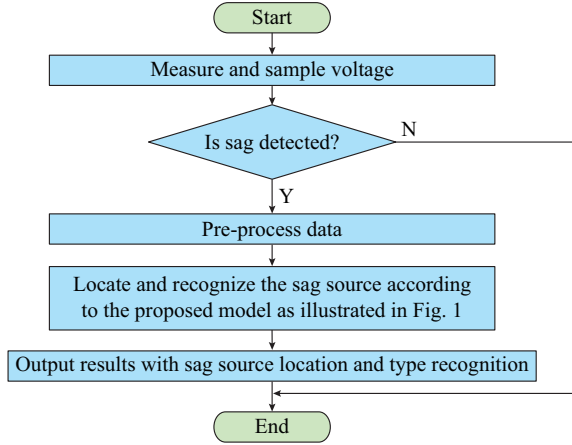 Start
Measure and sample voltage
Is sag detected?
N
Y
Pre-process data
Locate and recognize the sag source according
to the proposed model as illustrated in Fig. 1
Output results with sag source location and type recognition
End